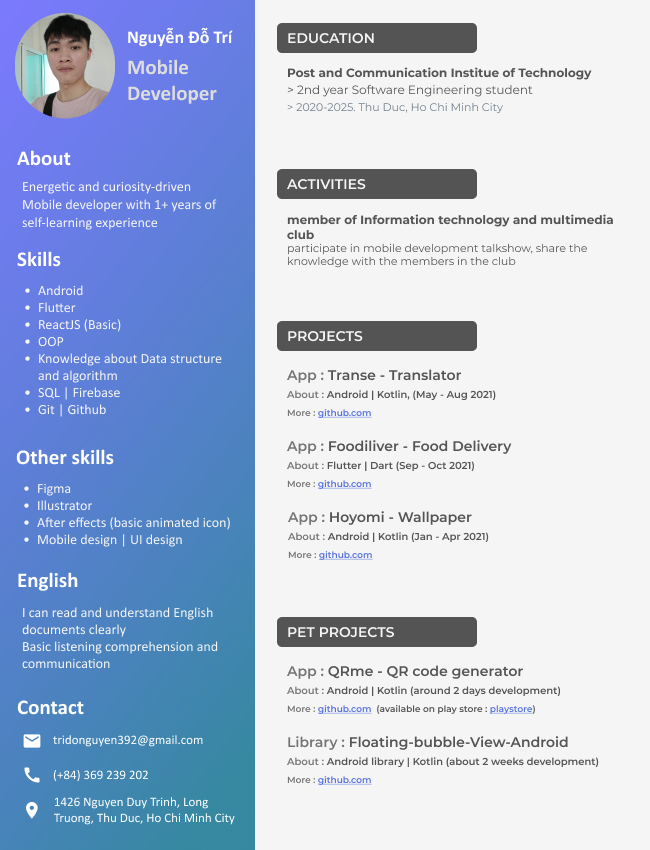 Nguyễn Đỗ Trí
Mobile
Developer
About
Energetic and curiosity-driven
Mobile developer with 1+ years of
self-learning experience
Skills
• Android
• Flutter
• ReactJS (Basic)
• OOP
• Knowledge about Data structure
and algorithm
• SQL | Firebase
• Git | Github
Other skills
• Figma
• Illustrator
• After effects (basic animated icon)
• Mobile design | UI design
English
I can read and understand English
documents clearly
Basic listening comprehension and
communication
Contact
tridonguyen392@gmail.com
(+84) 369 239 202
1426 Nguyen Duy Trinh, Long
Truong, Thu Duc, Ho Chi Minh City
EDUCATION
Post and Communication Institue of Technology
> 2nd year Software Engineering student
> 2020-2025. Thu Duc, Ho Chi Minh City
ACTIVITIES
member of Information technology and multimedia
club
participate in mobile development talkshow, share the
knowledge with the members in the club
PROJECTS
App : Transe - Translator
About : Android | Kotlin, (May - Aug 2021)
More : github.com
App : Foodiliver - Food Delivery
About : Flutter | Dart (Sep - Oct 2021)
More : github.com
App : Hoyomi - Wallpaper
About : Android | Kotlin (Jan - Apr 2021)
More : github.com
PET PROJECTS
App : QRme - QR code generator
About : Android | Kotlin (around 2 days development)
More : github.com (available on play store : playstore)
Library : Floating-bubble-View-Android
About : Android library | Kotlin (about 2 weeks development)
More : github.com